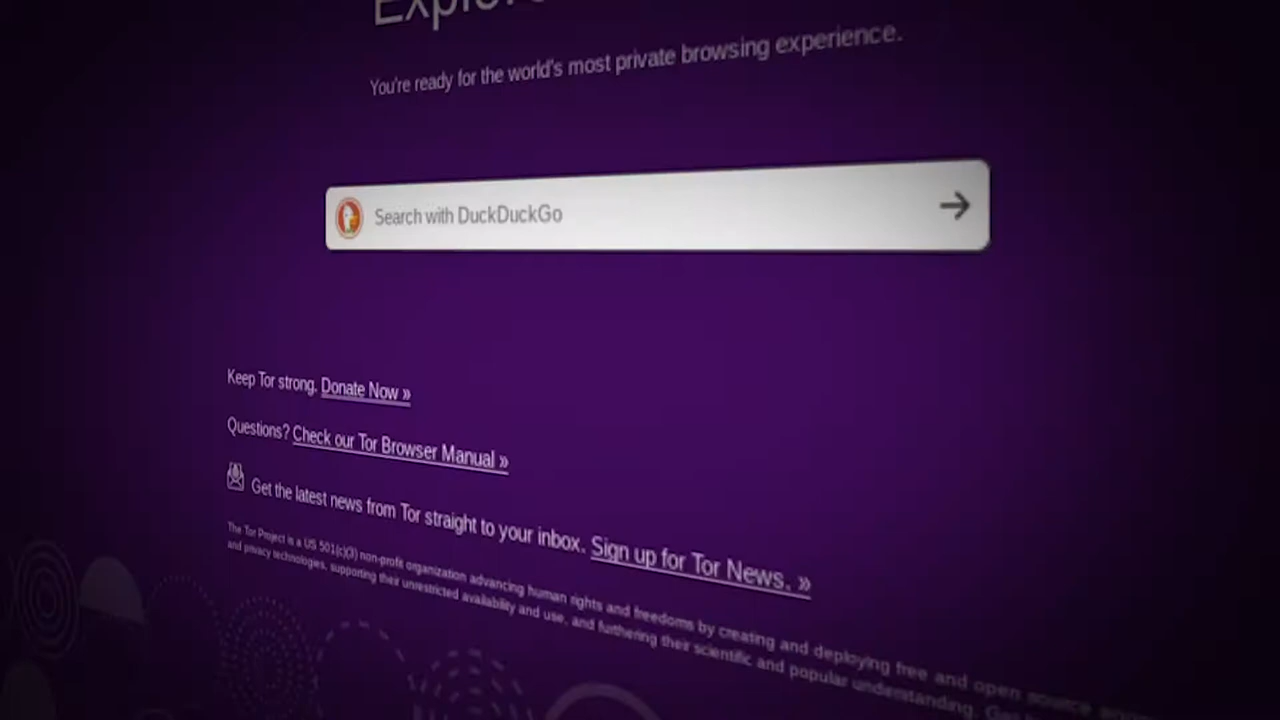 You're ready for the world's most private browsing experience.
Search with DuckDuckGo
Keep Tor strong. Donate Now »
Questions? Check our Tor Browser Manual »
Get the latest news from Tor straight to your inbox. Sign up for Tor News. »
The Tor Project is a US 501(c)(3) non-profit organization advancing human rights and freedoms by creating and deploying free and open source
and privacy technologies, supporting their unrestricted availability and use, and furthering their scientific and popular understanding.